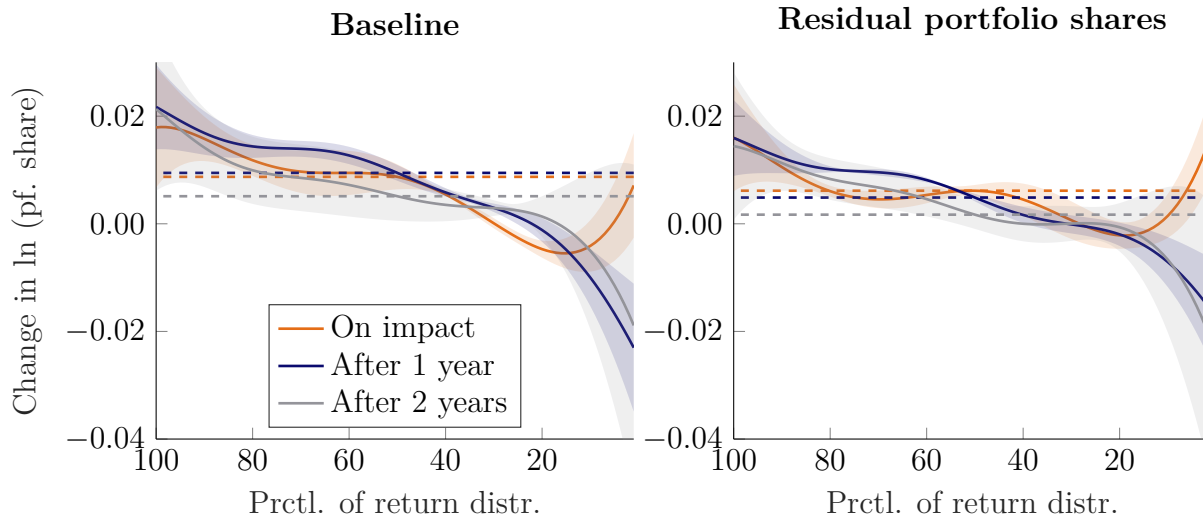 Baseline
Residual portfolio shares
Change in ln (pf. share)
0.02
0.00
−0.02
−0.04
On impact
After 1 year
After 2 years
100 80 60 40 20
Prctl. of return distr.
0.02
0.00
−0.02
−0.04
100 80 60 40 20
Prctl. of return distr.